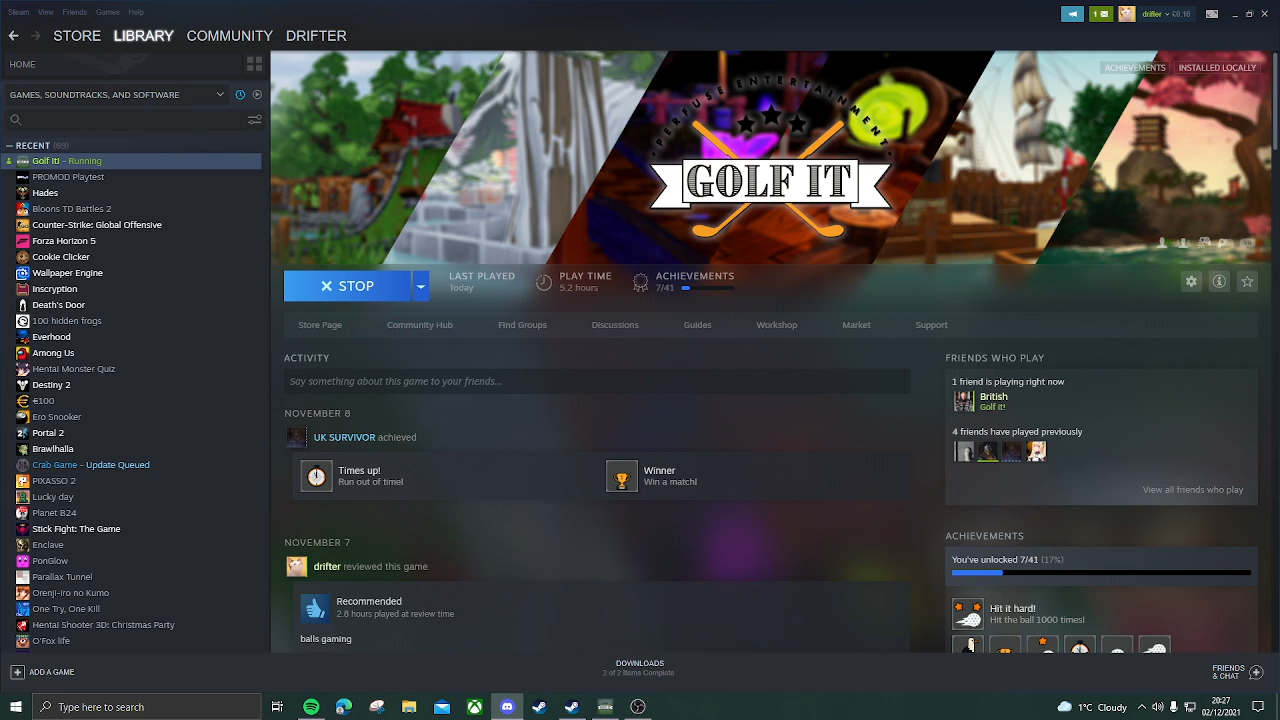 Steam View Friends Games Help
1
drifter
₹0.16
STORE LIBRARY COMMUNITY DRIFTER
HOME
GAMES, SERIES, VIDEOS, AND SOFTWARE
RECENT (69)
Golf It! - Running
Wallpaper Playlist
Hades
Bloons TD Battles 2
Counter-Strike: Global Offensive
Forza Horizon 5
Idle Clicker
Wallpaper Engine
Inscryption
Death's Door
100 hidden frogs
Everhood
Among Us
Hentai Monster Quiz
Destiny 2
€100
Ero Snooker
Portal 2
Brawlhalla
Crab Game - Update Queued
PIXASSO 2
Lucky day
Planet B24
Stick Fight: The Game
Enclave
Ponglow
Parallax Tunnel
Orenji-iro no Kumo
One-Try, One Kill
Hentai Shooter 3D: Christmas Party
O'Fox life
ADD A GAME
ACHIEVEMENTS INSTALLED LOCALLY
PERFUSE ENTERTAINMENT
GOLF IT
STOP
LAST PLAYED
Today
PLAY TIME
5.2 hours
ACHIEVEMENTS
7/41
Store Page Community Hub Find Groups Discussions Guides Workshop Market Support
ACTIVITY
Say something about this game to your friends...
NOVEMBER 8
UK SURVIVOR achieved
Times up!
Run out of time!
Winner
Win a match!
NOVEMBER 7
drifter reviewed this game
Recommended
2.8 hours played at review time
balls gaming
FRIENDS WHO PLAY
1 friend is playing right now
British
Golf It!
4 friends have played previously
View all friends who play
ACHIEVEMENTS
You've unlocked 7/41 (17%)
Hit it hard!
Hit the ball 1000 times!
DOWNLOADS
2 of 2 Items Complete
FRIENDS
& CHAT
Type here to search
1°C Cloudy
20:27
02/12/2021